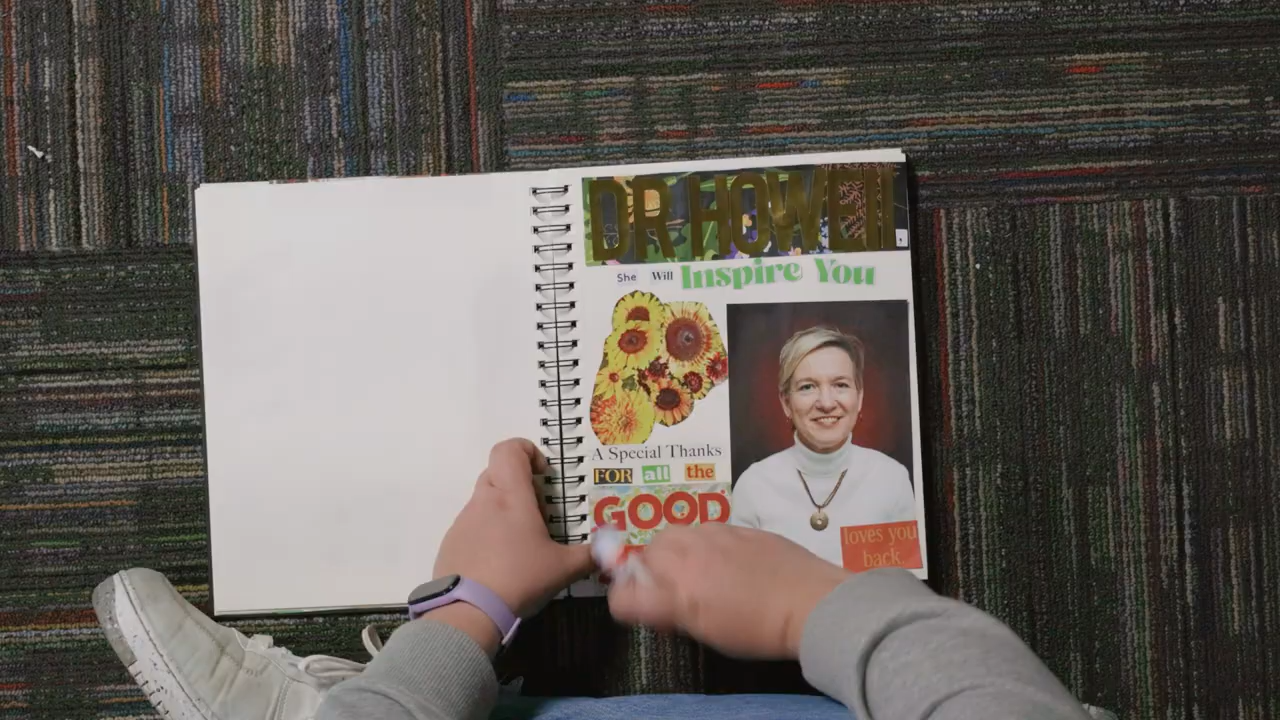 DR HOWEll
She Will Inspire You
A Special Thanks
FOR all the
GOOD
loves you
back.